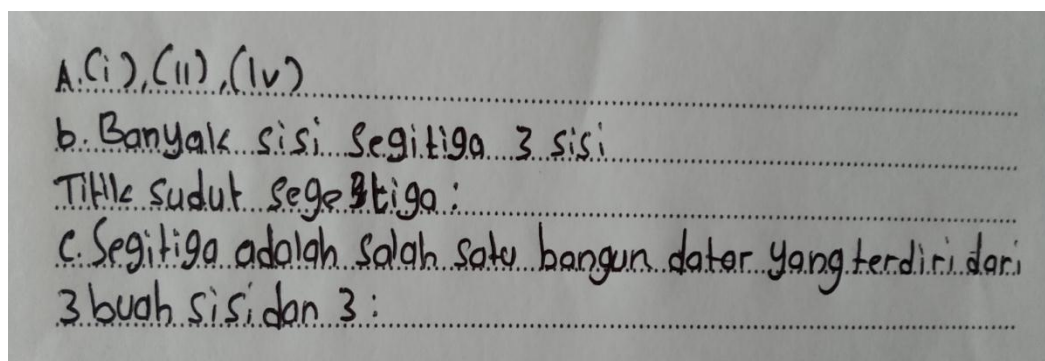 A. (i), (ii), (iv)
b. Banyak sisi segitiga 3 sisi
Titik sudut segetiga :
C. Segitiga adalah salah satu bangun datar yang terdiri dari
3 buah sisi dan 3 :